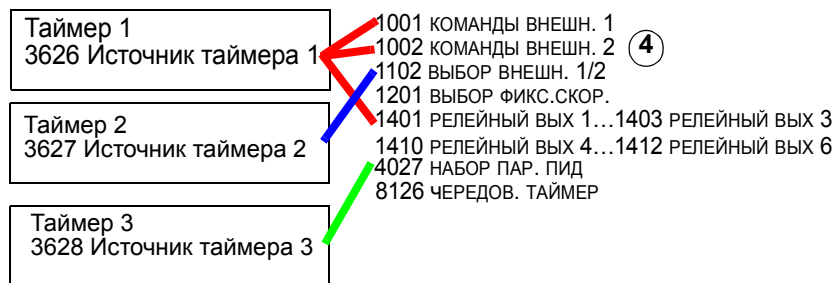 Таймер 1
3626 Источник таймера 1
Таймер 2
3627 Источник таймера 2
Таймер 3
3628 Источник таймера 3
1001 КОМАНДЫ ВНЕШН. 1
1002 КОМАНДЫ ВНЕШН. 2
4
1102 ВЫБОР ВНЕШН. 1/2
1201 ВЫБОР ФИКС.СКОР.
1401 РЕЛЕЙНЫЙ ВЫХ 1...1403 РЕЛЕЙНЫЙ ВЫХ 3
1410 РЕЛЕЙНЫЙ ВЫХ 4...1412 РЕЛЕЙНЫЙ ВЫХ 6
4027 НАБОР ПАР. ПИД
8126 ЧЕРЕДОВ. ТАЙМЕР